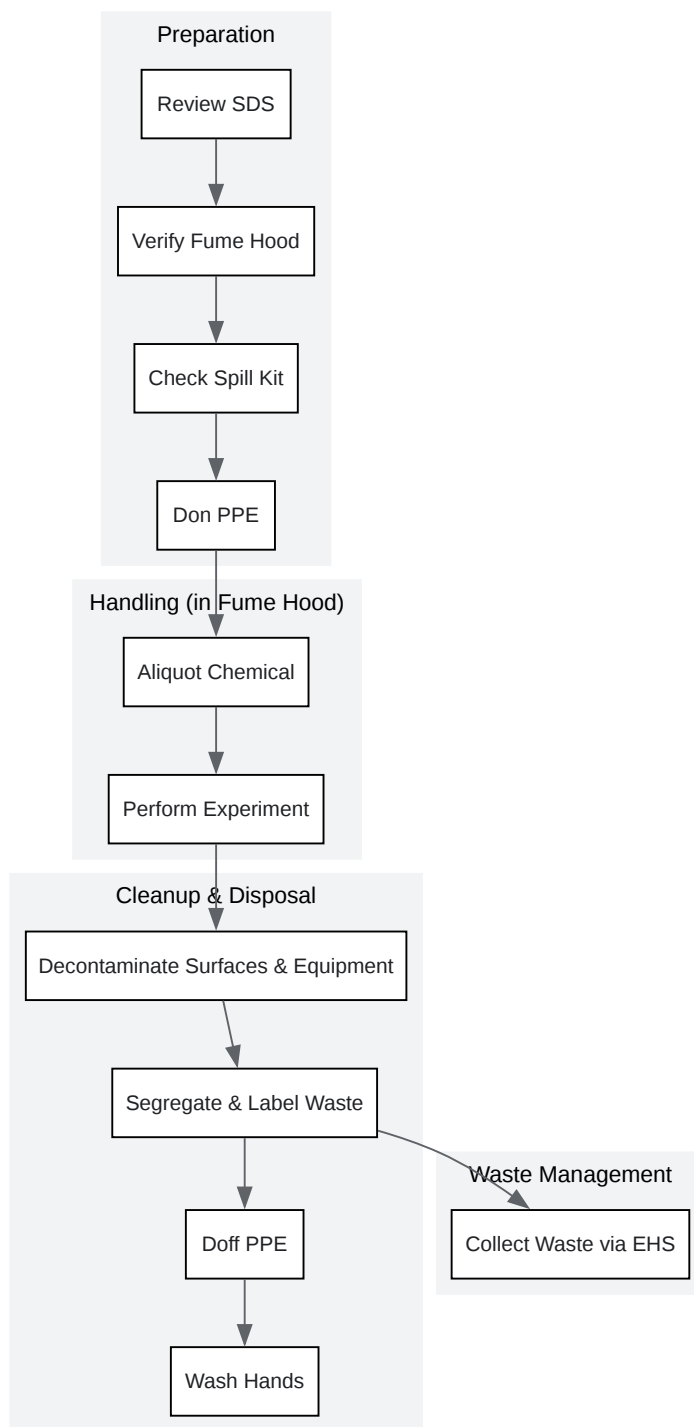 Preparation
Review SDS
Verify Fume Hood
Check Spill Kit
Don PPE
Handling (in Fume Hood)
Aliquot Chemical
Perform Experiment
Cleanup & Disposal
Decontaminate Surfaces & Equipment
Segregate & Label Waste
Waste Management
Doff PPE
Collect Waste via EHS
Wash Hands